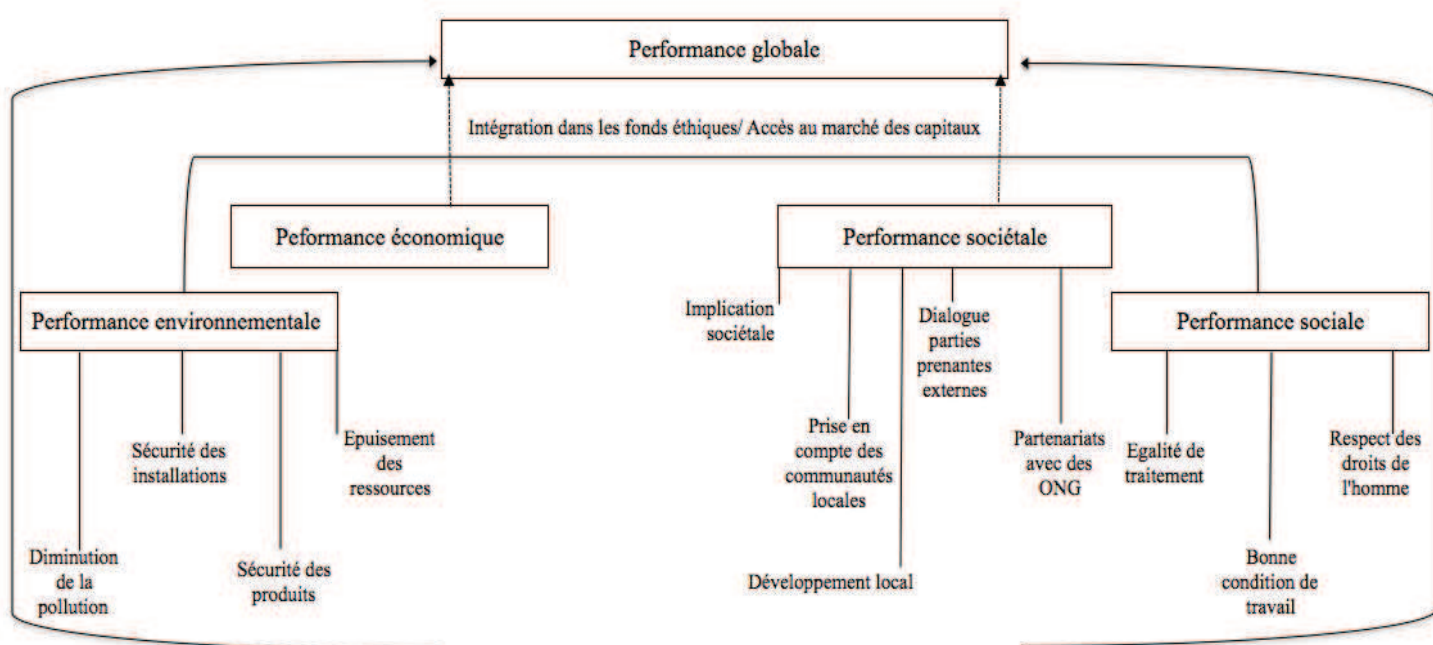 Performance globale
Intégration dans les fonds éthiques/ Accès au marché des capitaux
Peformance économique
Performance sociétale
Performance environnementale
Performance sociale
Implication
sociétale
Dialogue
parties
prenantes
externes
Sécurité des
installations
Epuisement
des
ressources
Prise en
compte des
communautés
locales
Partenariats
avec des
ONG
Egalité de
traitement
Respect des
droits de
l'homme
Diminution
de la
pollution
Sécurité des
produits
Développement local
Bonne
condition de
travail